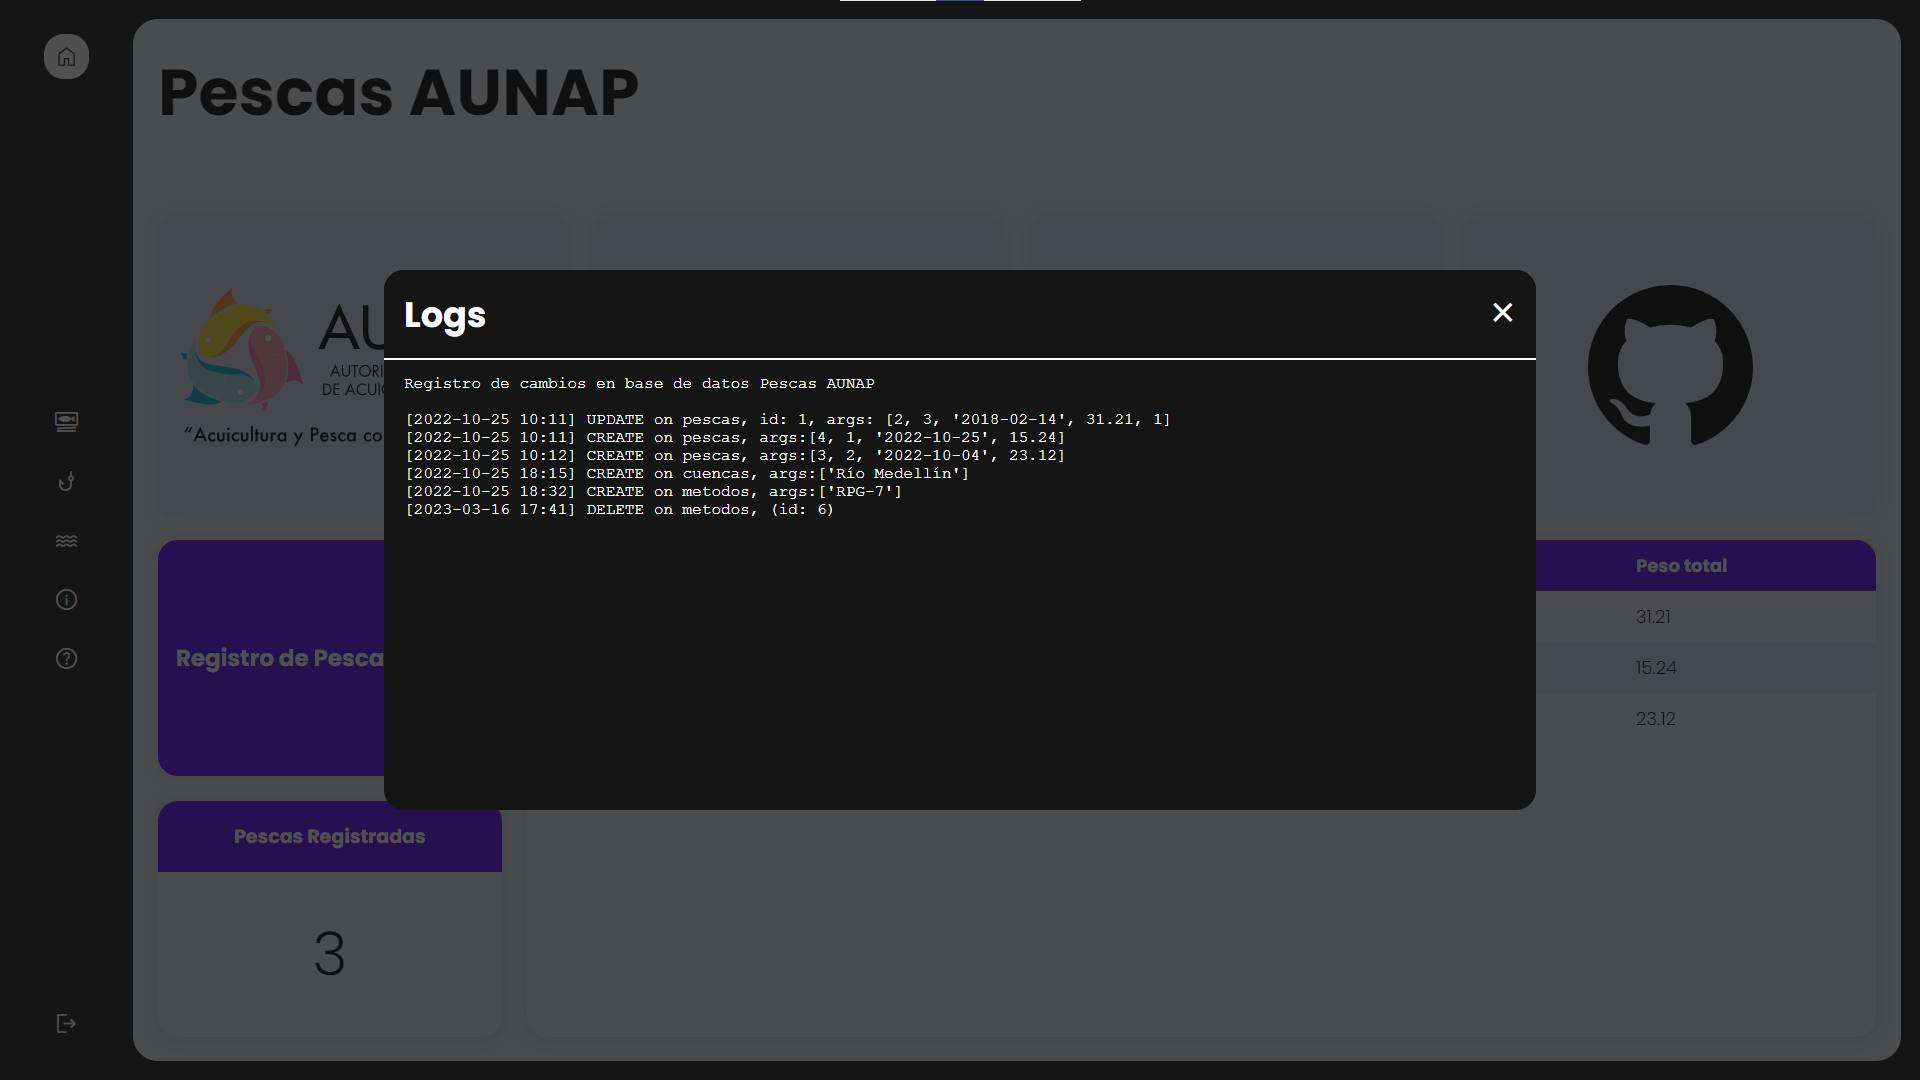 Pescas AUNAP
AUTORI
DE ACUIC
“Acuicultura y Pesca co
Logs
Registro de cambios en base de datos Pescas AUNAP
[2022-10-25 10:11] UPDATE on pescas, id: 1, args: [2, 3, '2018-02-14', 31.21, 1]
[2022-10-25 10:11] CREATE on pescas, args:[4, 1, '2022-10-25', 15.24]
[2022-10-25 10:12] CREATE on pescas, args:[3, 2, '2022-10-04', 23.12]
[2022-10-25 18:15] CREATE on cuencas, args:['Río Medellín']
[2022-10-25 18:32] CREATE on metodos, args:['RPG-7']
[2023-03-16 17:41] DELETE on metodos, (id: 6)
Registro de Pesca
Peso total
31.21
15.24
23.12
Pescas Registradas
3